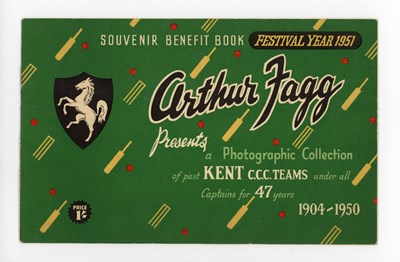 SOUVENIR BENEFIT BOOK FESTIVAL YEAR 1951
Arthur Fagg
Presents
a Photographic Collection
of past KENT C.C.C. TEAMS under all
Captains for 47 years
1904-1950
PRICE
1/-